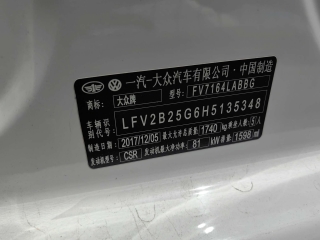 一汽-大众汽车有限公司·中国制造
商标: 大众牌 型号: FV7164LABBG
车辆识别代号: LFV2B25G6H5135348
制造年月: 2017/12/05 最大允许总质量: 1740 kg 乘坐人数: 5人
发动机型号: CSR 发动机最大净功率: 81 kW 排量: 1598 ml